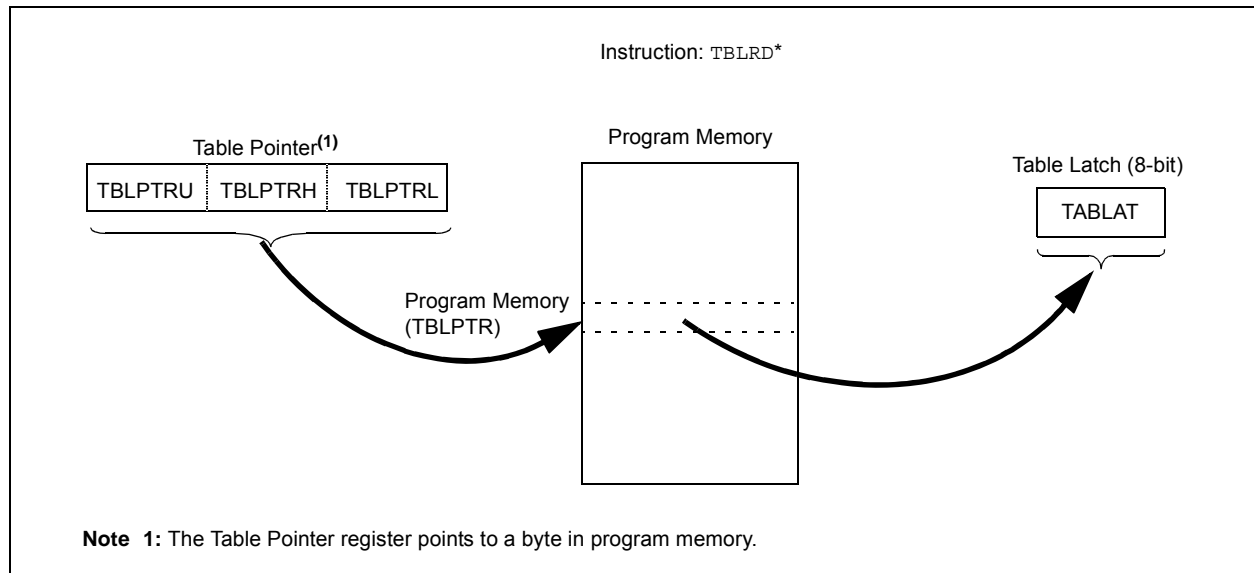 Instruction: TBLRD*
Table Pointer(1)
Program Memory
Table Latch (8-bit)
TBLPTRU TBLPTRH TBLPTRL
TABLAT
Program Memory
(TBLPTR)
Note 1: The Table Pointer register points to a byte in program memory.